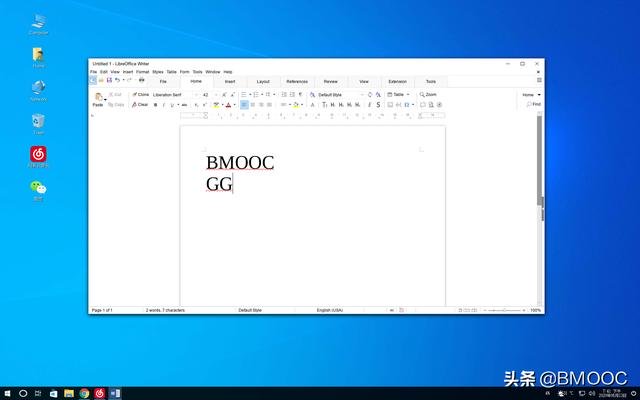 Computer
Home
Network
Trash
Untitled 1 - LibreOffice Writer
File Edit View Insert Format Styles Table Form Tools Window Help
File Home Insert Layout References Review View Extension Tools
Cut Clone Liberation Serif 42 Default Style Table Zoom Home
Paste Copy Clear Find
BMOOC
GG
Page 1 of 1 2 words, 7 characters Default Style English (USA) 100%
头条 @BMOOC